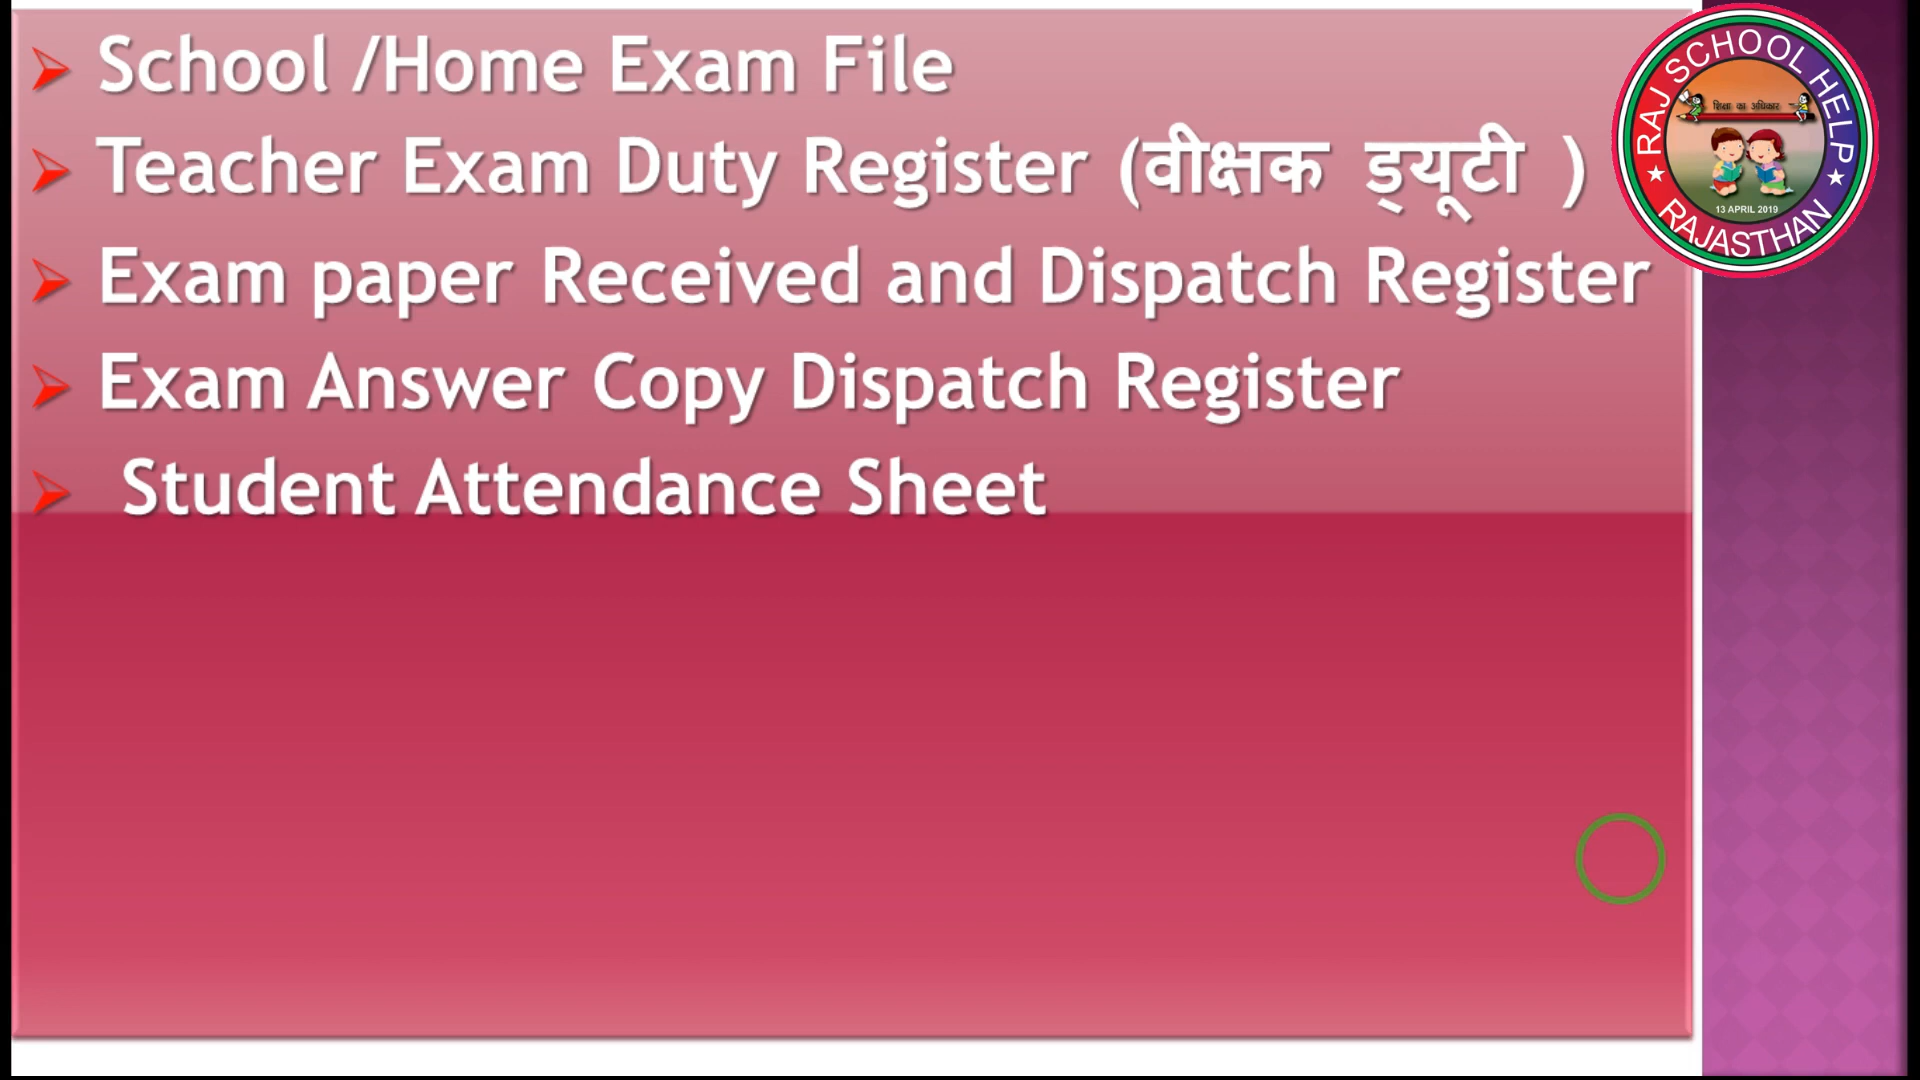 School /Home Exam File
Teacher Exam Duty Register (वीक्षक ड्यूटी )
Exam paper Received and Dispatch Register
Exam Answer Copy Dispatch Register
Student Attendance Sheet
RAJ SCHOOL HELP
शिक्षा का अधिकार
13 APRIL 2019
RAJASTHAN